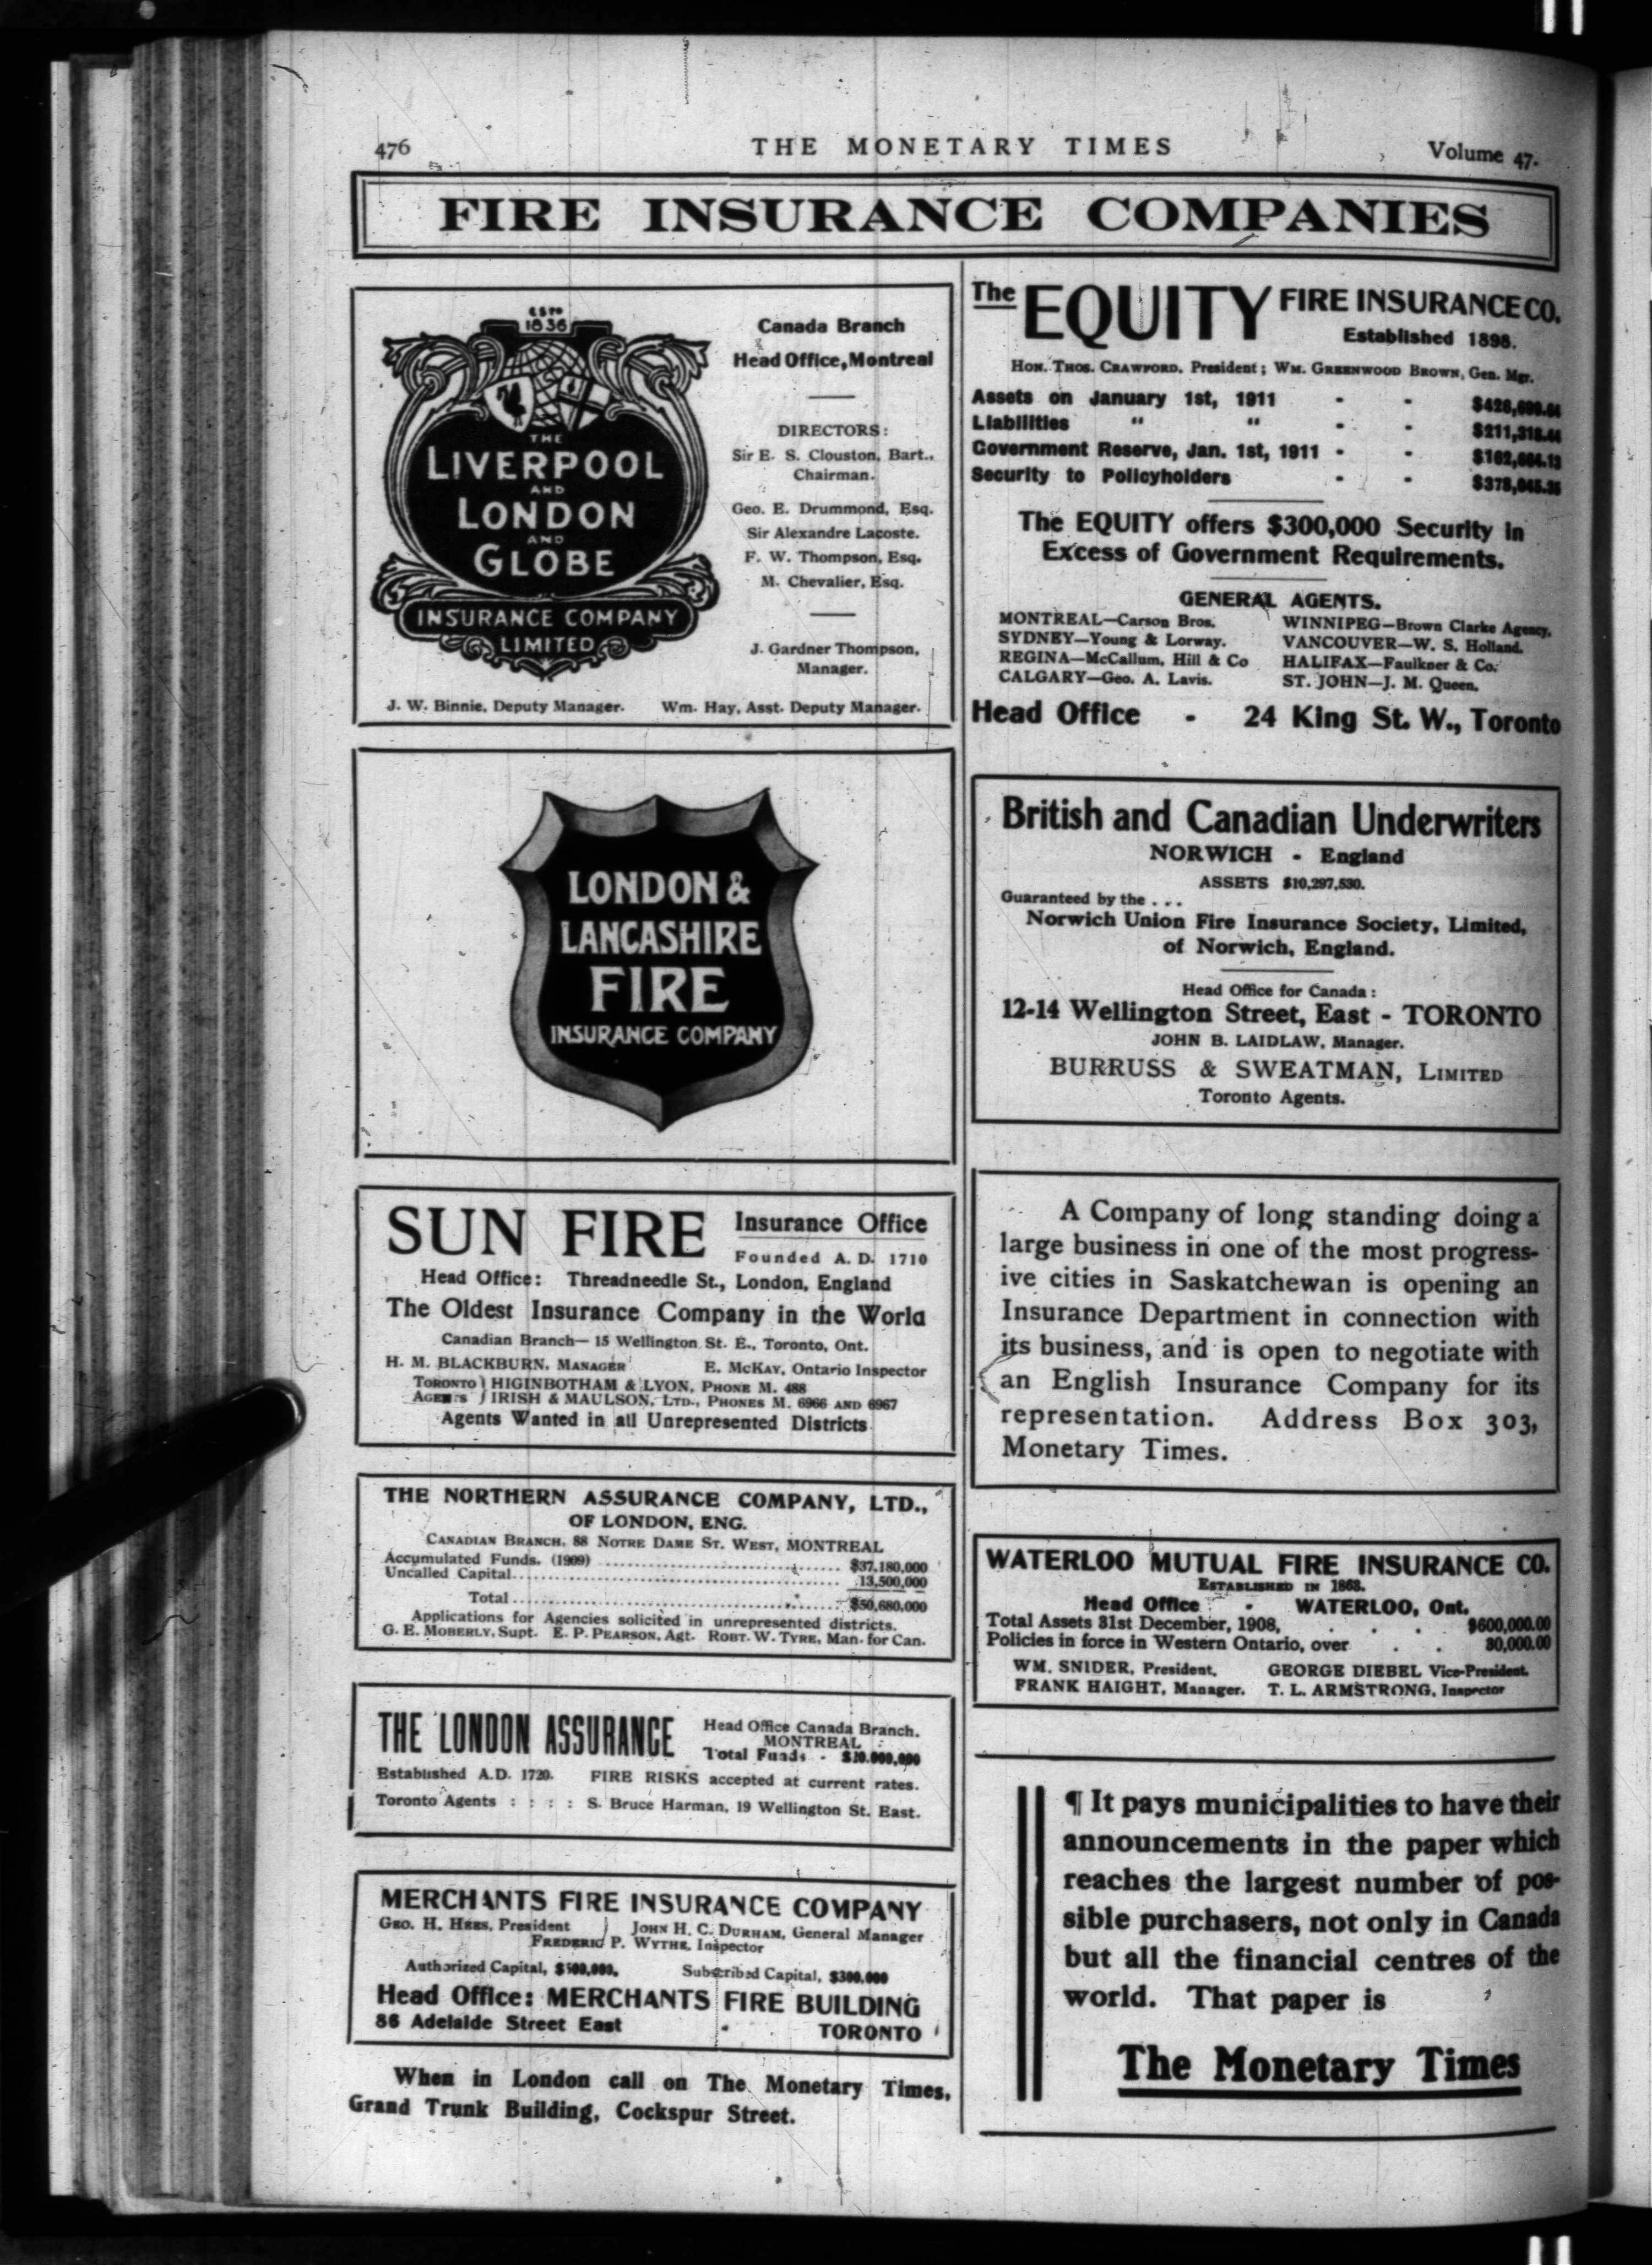 476
THE MONETARY TIMES
Volume 47.
FIRE INSURANCE COMPANIES
ESTD
1836
THE
LIVERPOOL
AND
LONDON
AND
GLOBE
INSURANCE COMPANY
LIMITED
Canada Branch
Head Office, Montreal
DIRECTORS:
Sir E. S. Clouston, Bart.,
Chairman.
Geo. E. Drummond, Esq.
Sir Alexandre Lacoste.
F. W. Thompson, Esq.
M. Chevalier, Esq.
J. Gardner Thompson,
Manager.
J. W. Binnie, Deputy Manager. Wm. Hay, Asst. Deputy Manager.
LONDON &
LANCASHIRE
FIRE
INSURANCE COMPANY
SUN FIRE Insurance Office
Founded A. D. 1710
Head Office: Threadneedle St., London, England
The Oldest Insurance Company in the World
Canadian Branch— 15 Wellington St. E., Toronto, Ont.
H. M. BLACKBURN, MANAGER E. McKAY, Ontario Inspector
TORONTO } HIGINBOTHAM & LYON, PHONE M. 488
AGENTS } IRISH & MAULSON, LTD., PHONES M. 6966 AND 6967
Agents Wanted in all Unrepresented Districts
THE NORTHERN ASSURANCE COMPANY, LTD.,
OF LONDON, ENG.
CANADIAN BRANCH, 88 NOTRE DAME ST. WEST, MONTREAL
Accumulated Funds, (1909) ........ $37,180,000
Uncalled Capital ........ 13,500,000
Total ........ $50,680,000
Applications for Agencies solicited in unrepresented districts.
G. E. MOBERLY, Supt. E. P. PEARSON, Agt. ROBT. W. TYRE, Man. for Can.
THE LONDON ASSURANCE
Head Office Canada Branch.
MONTREAL
Total Funds - $20,000,000
Established A.D. 1720. FIRE RISKS accepted at current rates.
Toronto Agents : : : : S. Bruce Harman, 19 Wellington St. East.
MERCHANTS FIRE INSURANCE COMPANY
GEO. H. HEES, President JOHN H. C. DURHAM, General Manager
FREDERIC P. WYTHE, Inspector
Authorized Capital, $500,000. Subscribed Capital, $300,000
Head Office: MERCHANTS FIRE BUILDING
86 Adelaide Street East - TORONTO
When in London call on The Monetary Times,
Grand Trunk Building, Cockspur Street.
The EQUITY FIRE INSURANCE CO.
Established 1898.
HON. THOS. CRAWFORD, President; WM. GREENWOOD BROWN, Gen. Mgr.
Assets on January 1st, 1911 - -
Liabilities " " - - $211,318.44
Government Reserve, Jan. 1st, 1911 - -
Security to Policyholders - -
The EQUITY offers $300,000 Security in
Excess of Government Requirements.
GENERAL AGENTS.
MONTREAL—Carson Bros. WINNIPEG—Brown Clarke Agency,
SYDNEY—Young & Lorway. VANCOUVER—W. S. Holland.
REGINA—McCallum, Hill & Co HALIFAX—Faulkner & Co.
CALGARY—Geo. A. Lavis. ST. JOHN—J. M. Queen.
Head Office - 24 King St. W., Toronto
British and Canadian Underwriters
NORWICH - England
ASSETS $10,297,530.
Guaranteed by the ...
Norwich Union Fire Insurance Society, Limited,
of Norwich, England.
Head Office for Canada:
12-14 Wellington Street, East - TORONTO
JOHN B. LAIDLAW, Manager.
BURRUSS & SWEATMAN, LIMITED
Toronto Agents.
A Company of long standing doing a
large business in one of the most progress-
ive cities in Saskatchewan is opening an
Insurance Department in connection with
its business, and is open to negotiate with
an English Insurance Company for its
representation. Address Box 303,
Monetary Times.
WATERLOO MUTUAL FIRE INSURANCE CO.
ESTABLISHED IN 1863.
Head Office - WATERLOO, Ont.
Total Assets 31st December, 1908, . . . $600,000.00
Policies in force in Western Ontario, over . . 30,000.00
WM. SNIDER, President, GEORGE DIEBEL Vice-President.
FRANK HAIGHT, Manager. T. L. ARMSTRONG, Inspector
¶ It pays municipalities to have their
announcements in the paper which
reaches the largest number of pos-
sible purchasers, not only in Canada
but all the financial centres of the
world. That paper is
The Monetary Times